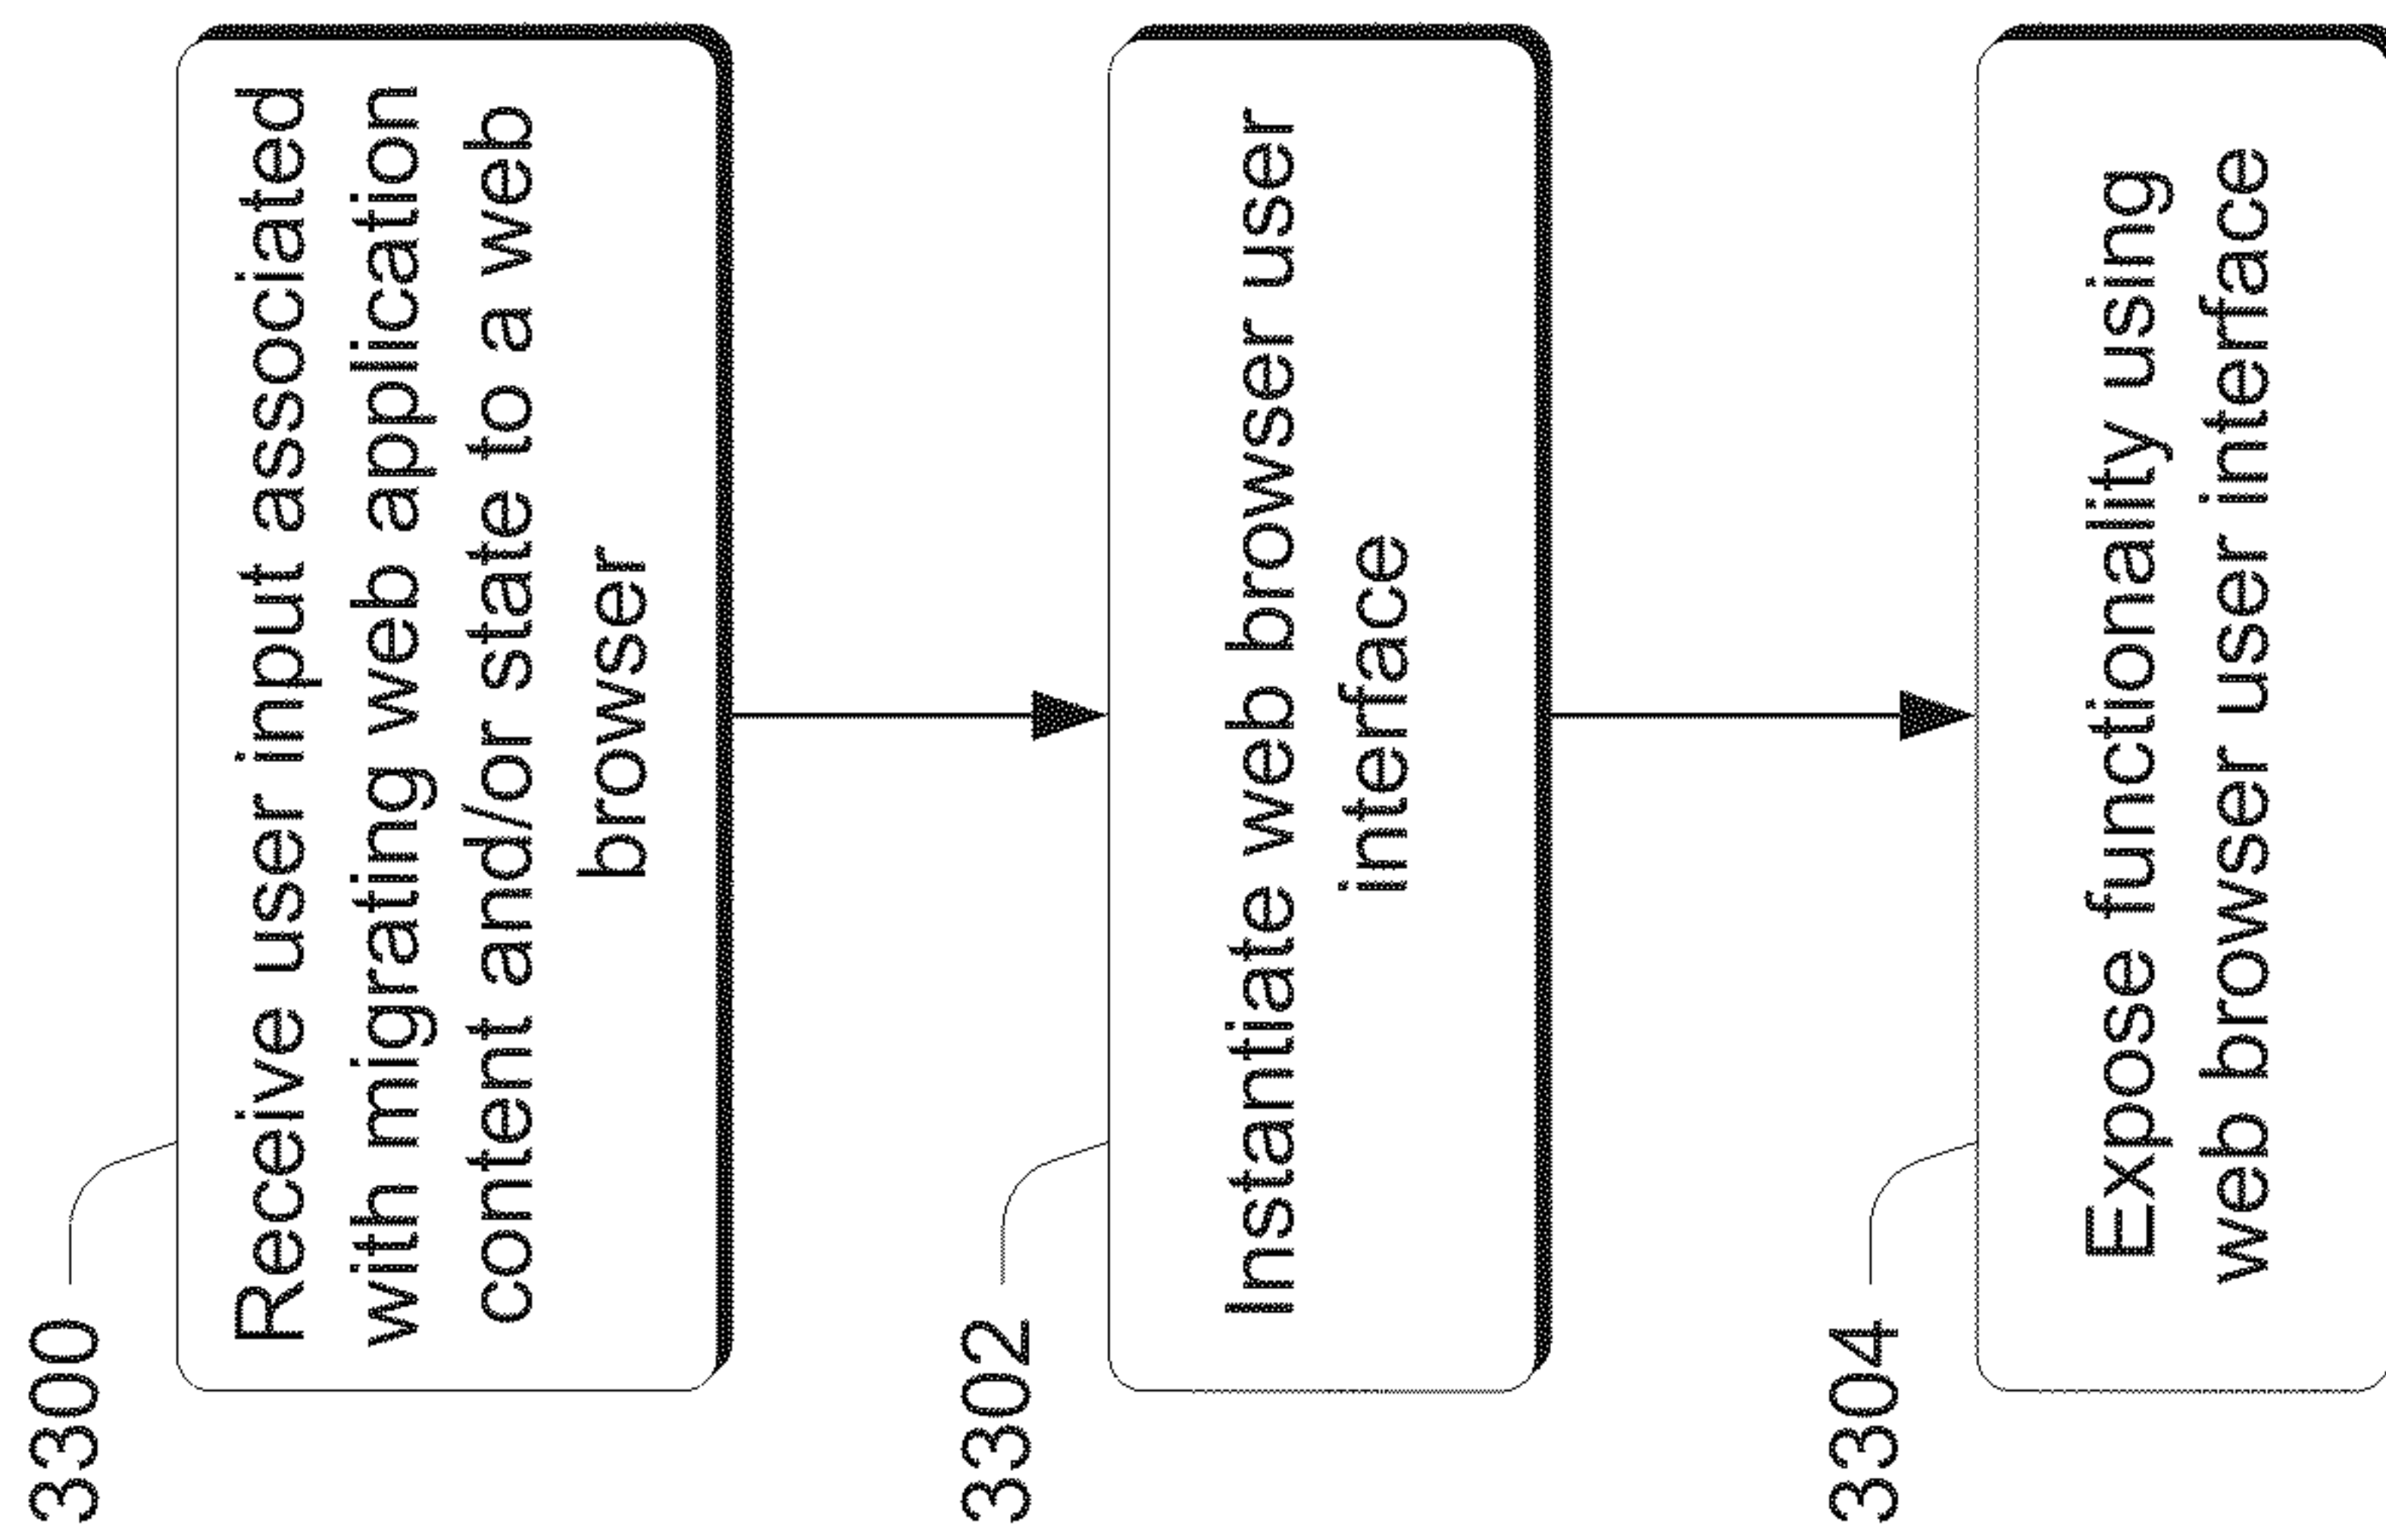 3300
Receive user input associated
with migrating web application
content and/or state to a web
browser
3302
Instantiate web browser user
interface
3304
Expose functionality using
web browser user interface